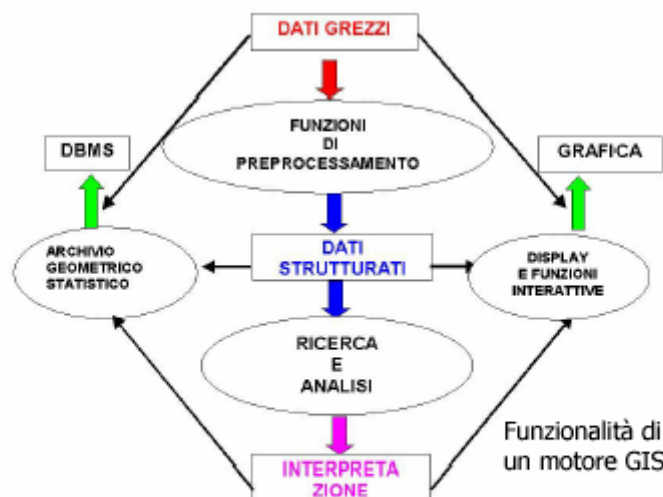 DATI GREZZI
FUNZIONI
DI
PREPROCESSAMENTO
DBMS
GRAFICA
ARCHIVIO
GEOMETRICO
STATISTICO
DATI
STRUTTURATI
DISPLAY
E FUNZIONI
INTERATTIVE
RICERCA
E
ANALISI
Funzionalità di
un motore GIS
INTERPRETA
ZIONE